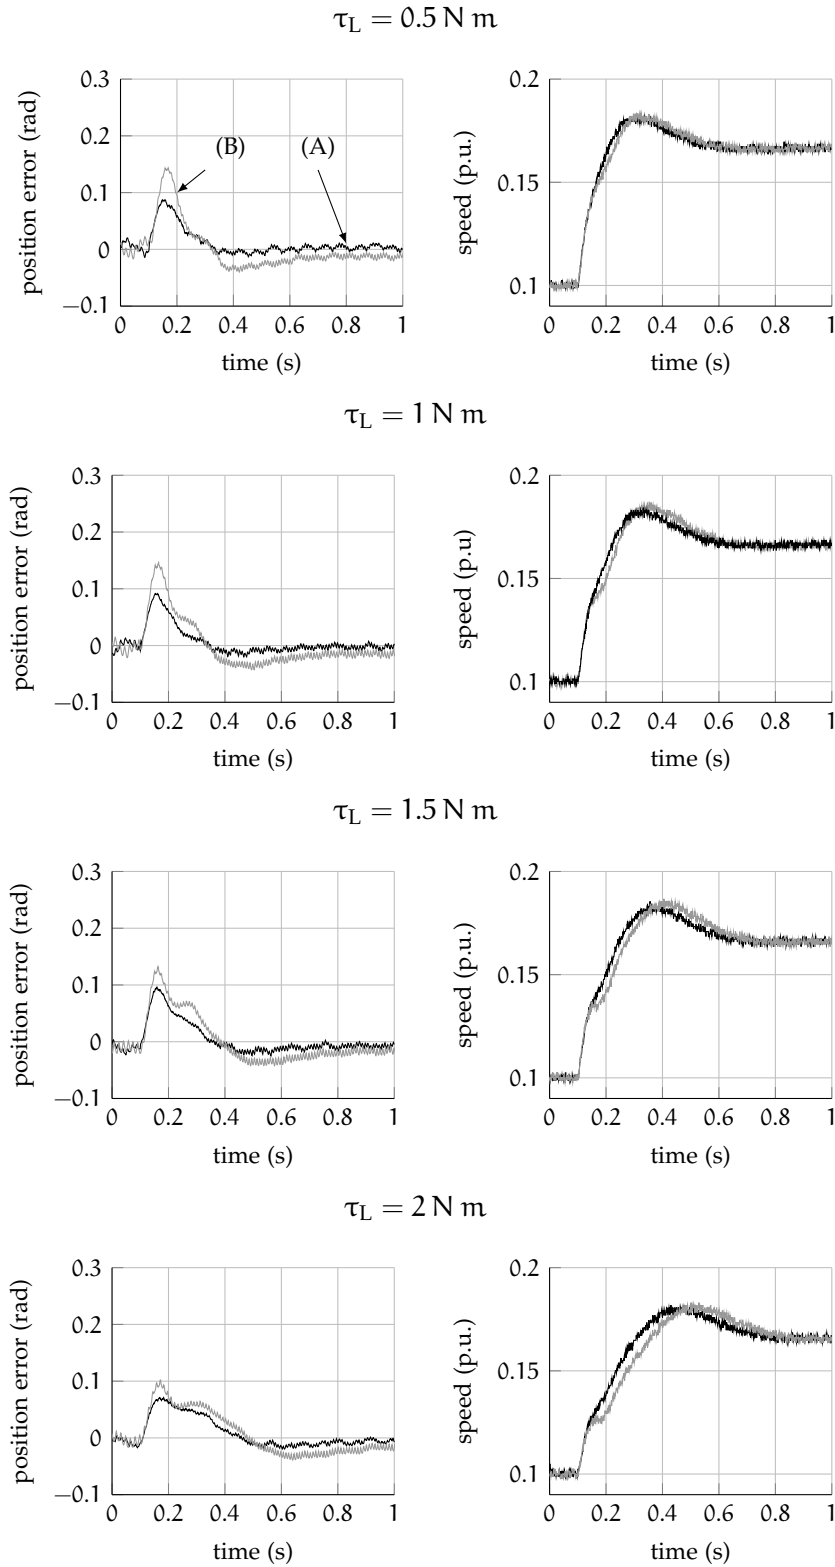 τL = 0.5 N m
position error (rad)
0.3
0.2
0.1
0
−0.1
(B)
(A)
0 0.2 0.4 0.6 0.8 1
time (s)
speed (p.u.)
0.2
0.15
0.1
0 0.2 0.4 0.6 0.8 1
time (s)
τL = 1 N m
position error (rad)
0.3
0.2
0.1
0
−0.1
0 0.2 0.4 0.6 0.8 1
time (s)
speed (p.u)
0.2
0.15
0.1
0 0.2 0.4 0.6 0.8 1
time (s)
τL = 1.5 N m
position error (rad)
0.3
0.2
0.1
0
−0.1
0 0.2 0.4 0.6 0.8 1
time (s)
speed (p.u.)
0.2
0.15
0.1
0 0.2 0.4 0.6 0.8 1
time (s)
τL = 2 N m
position error (rad)
0.3
0.2
0.1
0
−0.1
0 0.2 0.4 0.6 0.8 1
time (s)
speed (p.u.)
0.2
0.15
0.1
0 0.2 0.4 0.6 0.8 1
time (s)